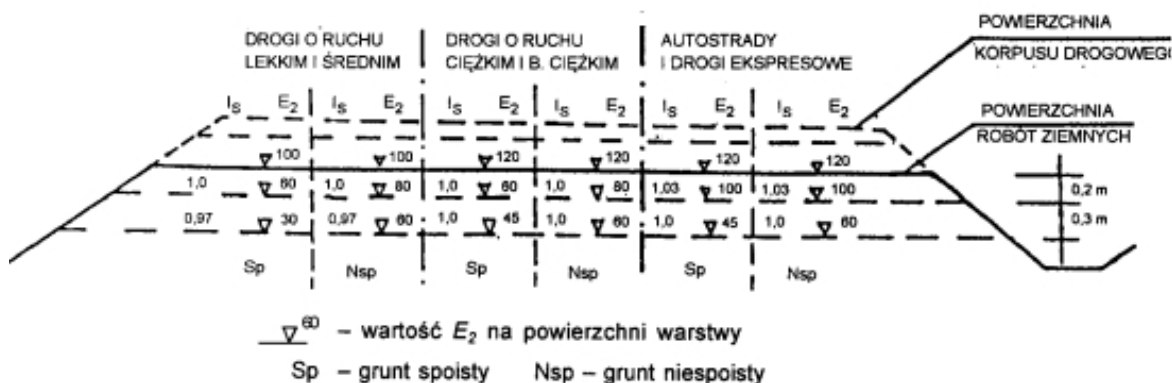 DROGI O RUCHU LEKKIM I ŚREDNIM
DROGI O RUCHU CIĘŻKIM I B. CIĘŻKIM
AUTOSTRADY I DROGI EKSPRESOWE
POWIERZCHNIA
KORPUSU DROGOWEG
POWIERZCHNIA
ROBÓT ZIEMNYCH
Is E2 Is E2 Is E2 Is E2 Is E2 Is E2
100 100 120 120 120 120
1,0 60 1,0 80 1,0 60 1,0 80 1,03 100 1,03 100
0,2 m
0,97 30 0,97 60 1,0 45 1,0 60 1,0 45 1,0 60
0,3 m
Sp Nsp Sp Nsp Sp Nsp
60 – wartość E2 na powierzchni warstwy
Sp – grunt spoisty Nsp – grunt niespoisty